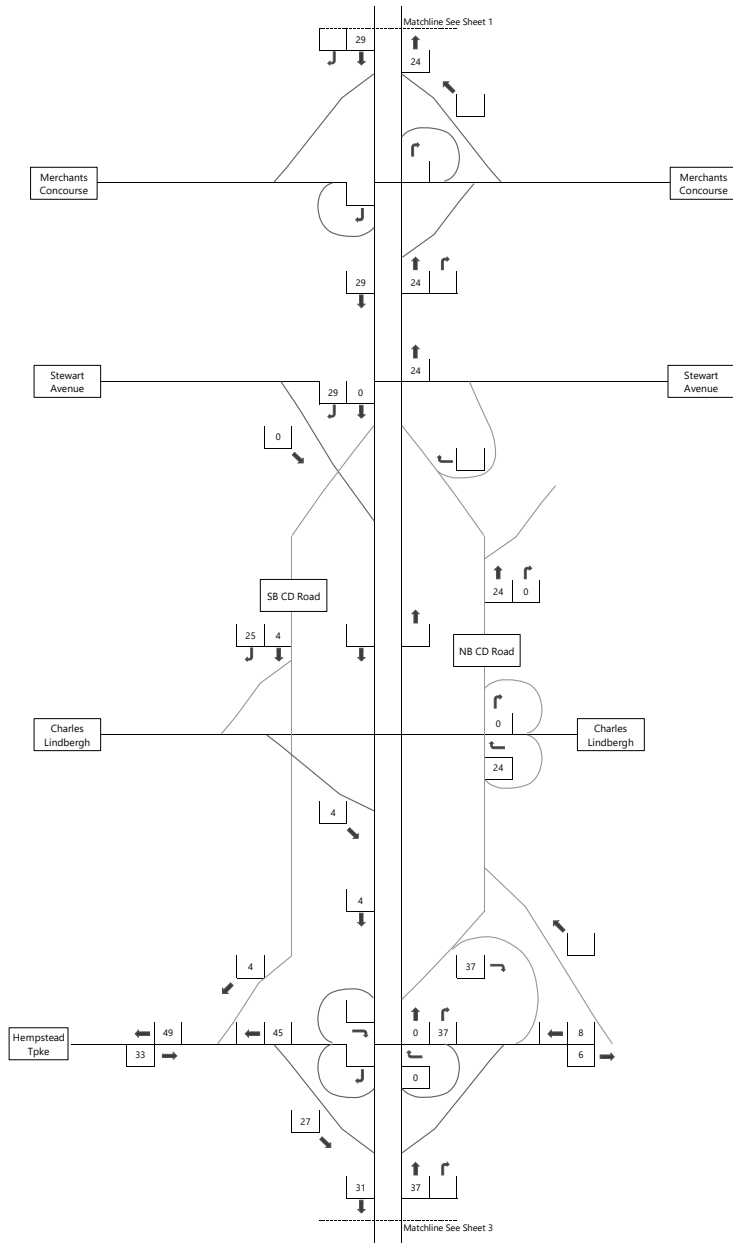 Matchline See Sheet 1
29
24
Merchants
Concourse
Merchants
Concourse
29
24
24
Stewart
Avenue
Stewart
Avenue
29 0
0
SB CD Road
24 0
25 4
NB CD Road
0
Charles
Lindbergh
Charles
Lindbergh
24
4
4
4
37
49 45 0 37 8
Hempstead
Tpke
33 6
0
27
31 37
Matchline See Sheet 3